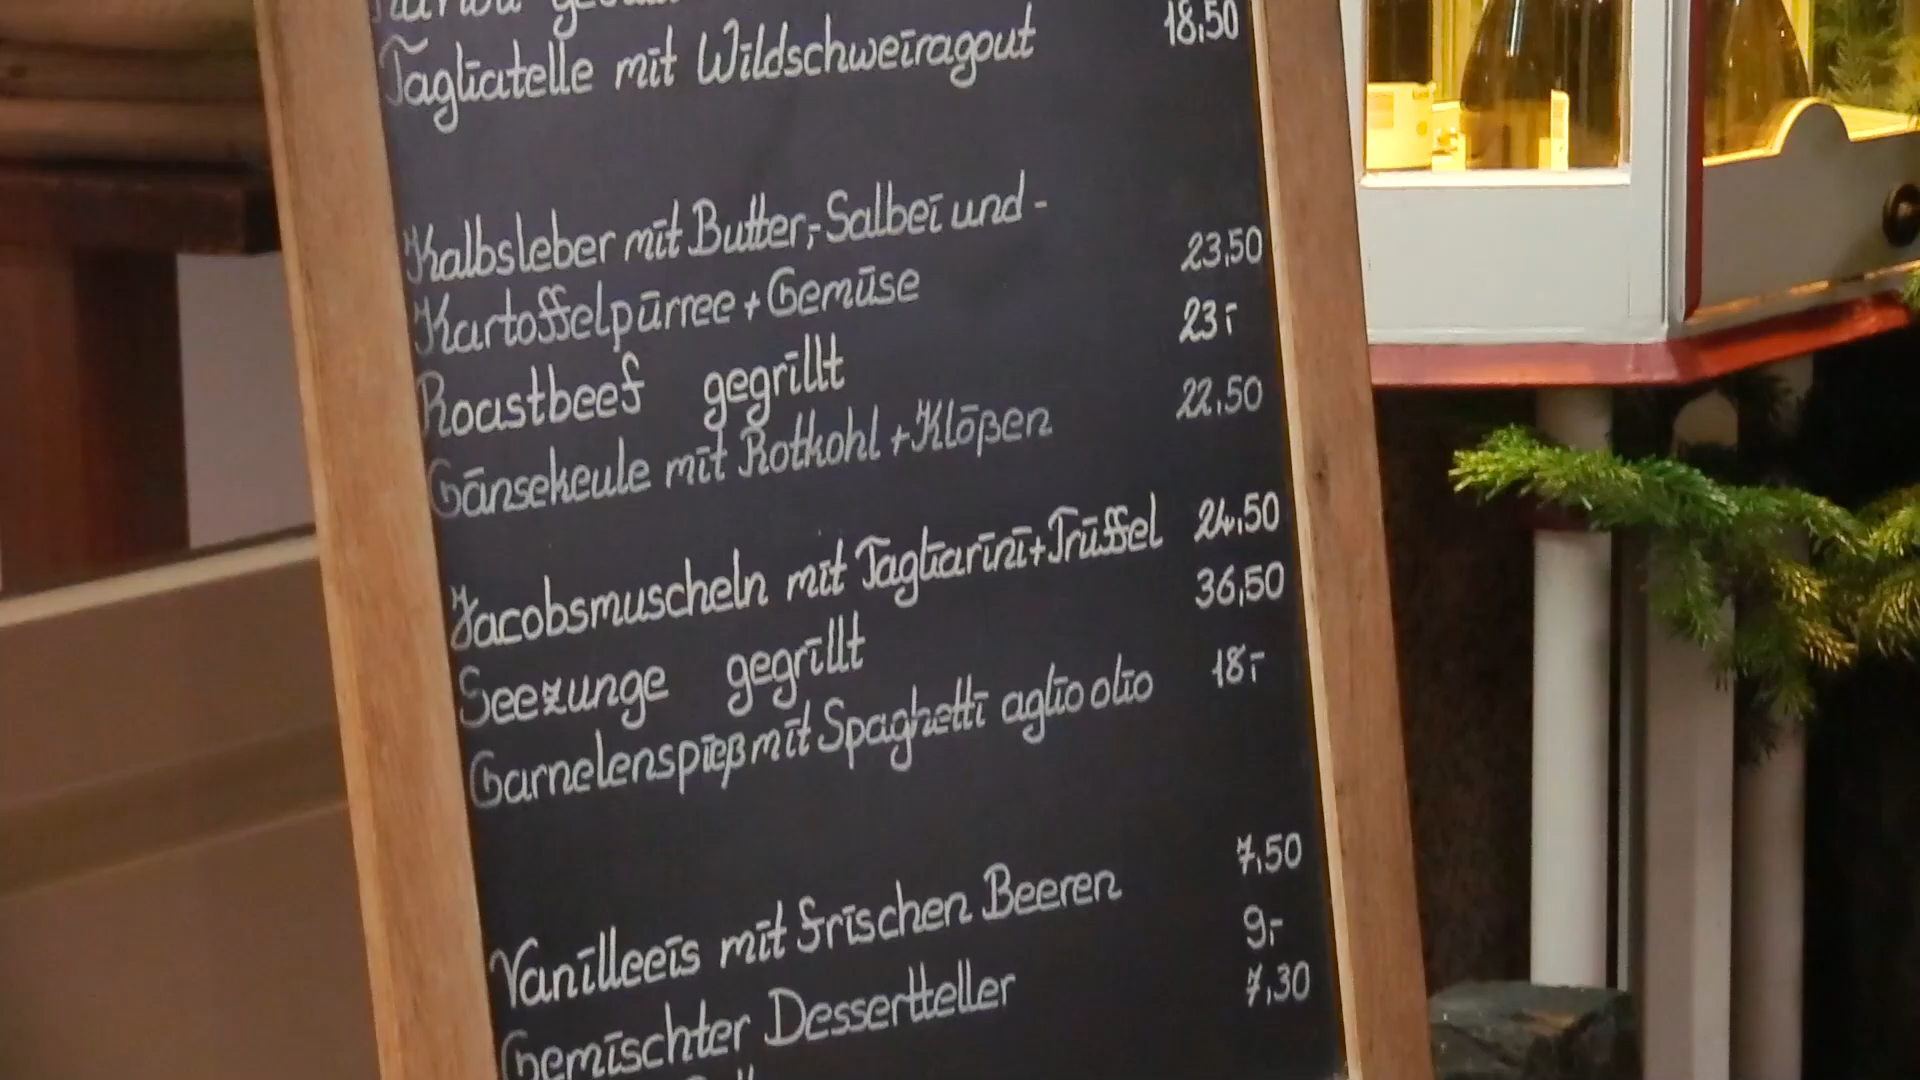 Tagliatelle mit Wildschweiragout 18,50
Kalbsleber mit Butter,-Salbei und-
Kartoffelpürree + Gemüse 23,50
Roastbeef gegrillt 23,-
Gänsekeule mit Rotkohl + Klößen 22,50
Jacobsmuscheln mit Tagliarini + Trüffel 24,50
Seezunge gegrillt 36,50
Garnelenspieß mit Spaghetti aglio olio 18,-
Vanilleeis mit frischen Beeren 7,50
Gemischter Dessertteller 9,-
7,30